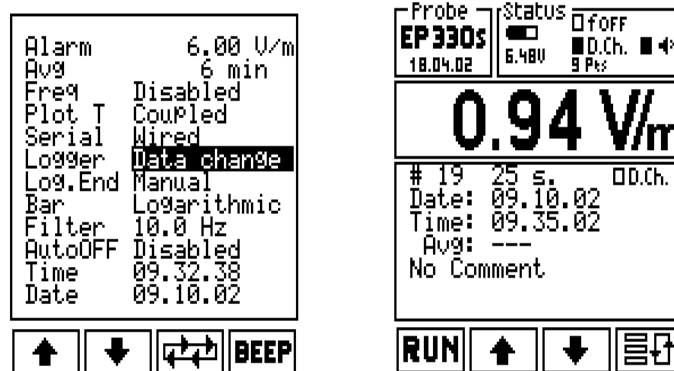 Alarm 6.00 V/m
Avg 6 min
Freq Disabled
Plot T Coupled
Serial Wired
Logger Data change
Log.End Manual
Bar Logarithmic
Filter 10.0 Hz
AutoOFF Disabled
Time 09.32.38
Date 09.10.02
BEEP
Probe Status
EP330S fOFF
D.Ch.
18.04.02 6.48V 9 Pts
0.94 V/m
# 19 25 s. D.Ch.
Date: 09.10.02
Time: 09.35.02
Avg: ---
No Comment
RUN